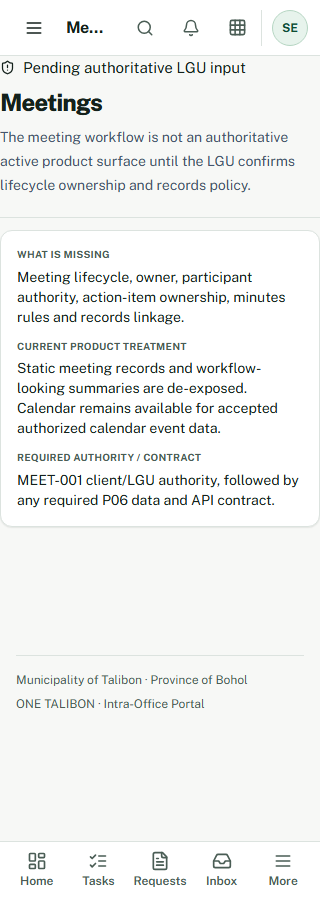 Me...
SE
Pending authoritative LGU input
Meetings
The meeting workflow is not an authoritative
active product surface until the LGU confirms
lifecycle ownership and records policy.
WHAT IS MISSING
Meeting lifecycle, owner, participant
authority, action-item ownership, minutes
rules and records linkage.
CURRENT PRODUCT TREATMENT
Static meeting records and workflow-
looking summaries are de-exposed.
Calendar remains available for accepted
authorized calendar event data.
REQUIRED AUTHORITY / CONTRACT
MEET-001 client/LGU authority, followed by
any required P06 data and API contract.
Municipality of Talibon · Province of Bohol
ONE TALIBON · Intra-Office Portal
Home Tasks Requests Inbox More